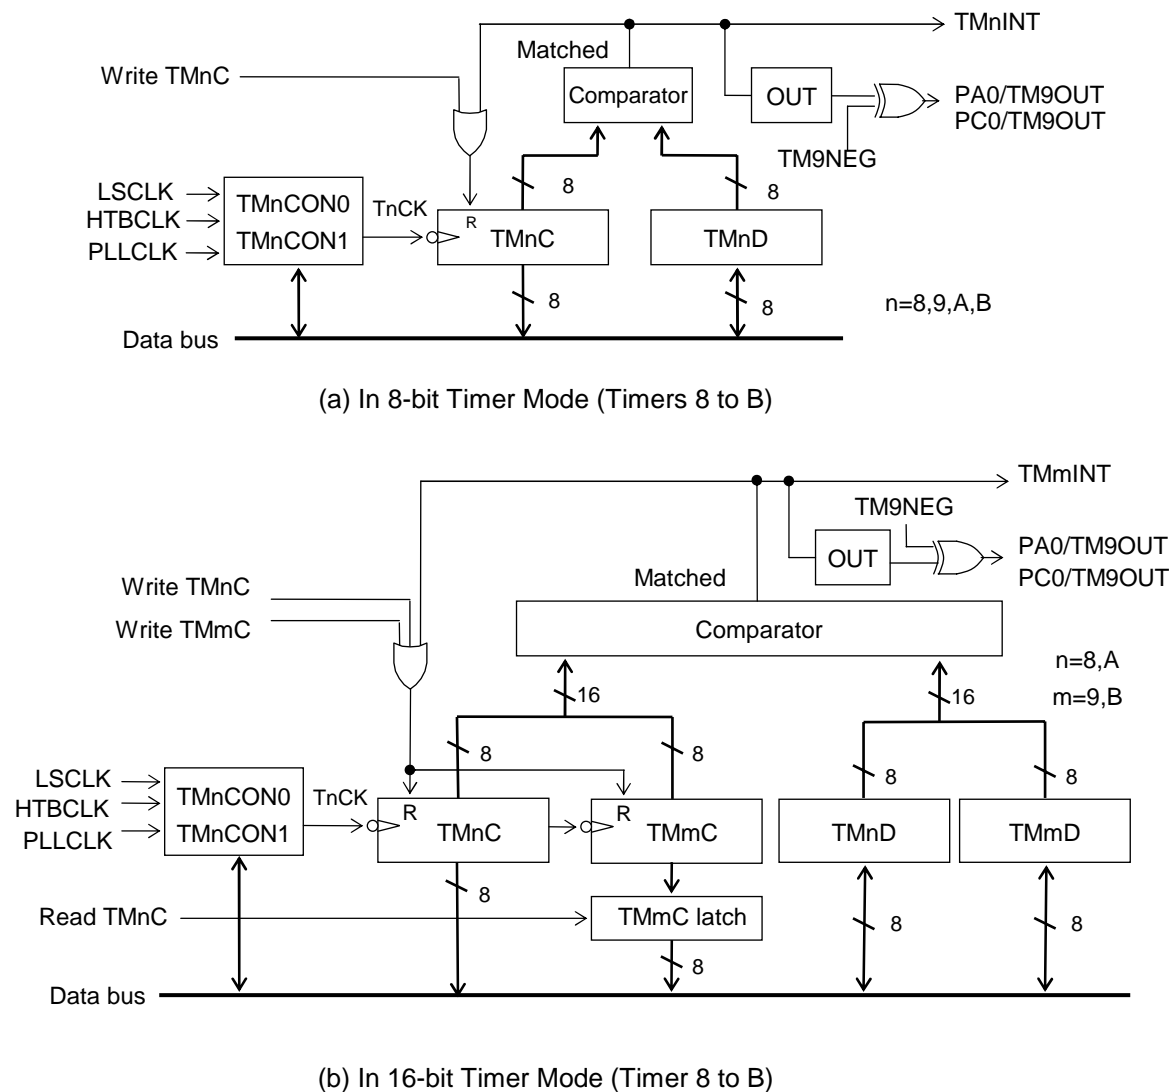 TMnINT
Matched
Write TMnC
Comparator
OUT
PA0/TM9OUT
PC0/TM9OUT
TM9NEG
8
8
LSCLK
HTBCLK
PLLCLK
TMnCON0
TMnCON1
TnCK
R
TMnC
TMnD
8
8
n=8,9,A,B
Data bus
(a) In 8-bit Timer Mode (Timers 8 to B)
TMmINT
TM9NEG
OUT
PA0/TM9OUT
PC0/TM9OUT
Matched
Write TMnC
Write TMmC
Comparator
n=8,A
m=9,B
16
16
8
8
8
8
LSCLK
HTBCLK
PLLCLK
TMnCON0
TMnCON1
TnCK
R
TMnC
R
TMmC
TMnD
TMmD
8
Read TMnC
TMmC latch
8
8
8
Data bus
(b) In 16-bit Timer Mode (Timer 8 to B)